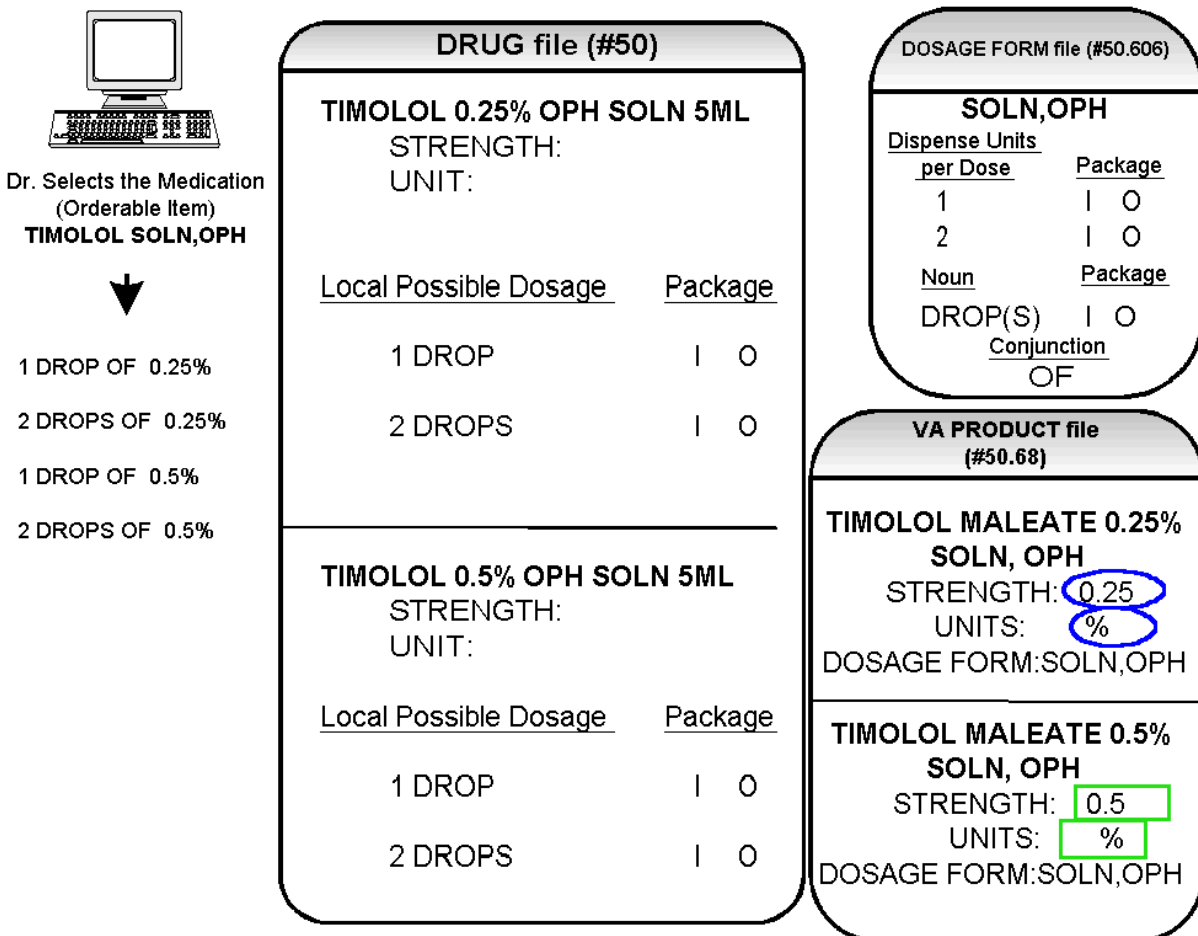 Dr. Selects the Medication
(Orderable Item)
TIMOLOL SOLN,OPH
1 DROP OF 0.25%
2 DROPS OF 0.25%
1 DROP OF 0.5%
2 DROPS OF 0.5%
DRUG file (#50)
TIMOLOL 0.25% OPH SOLN 5ML
STRENGTH:
UNIT:
Local Possible Dosage Package
1 DROP I O
2 DROPS I O
TIMOLOL 0.5% OPH SOLN 5ML
STRENGTH:
UNIT:
Local Possible Dosage Package
1 DROP I O
2 DROPS I O
DOSAGE FORM file (#50.606)
SOLN,OPH
Dispense Units
per Dose Package
1 I O
2 I O
Noun Package
DROP(S) I O
Conjunction
OF
VA PRODUCT file
(#50.68)
TIMOLOL MALEATE 0.25%
SOLN, OPH
STRENGTH: 0.25
UNITS: %
DOSAGE FORM:SOLN,OPH
TIMOLOL MALEATE 0.5%
SOLN, OPH
STRENGTH: 0.5
UNITS: %
DOSAGE FORM:SOLN,OPH